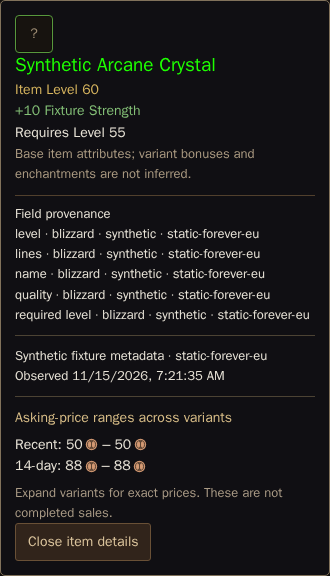 ?
Synthetic Arcane Crystal
Item Level 60
+10 Fixture Strength
Requires Level 55
Base item attributes; variant bonuses and
enchantments are not inferred.
Field provenance
level · blizzard · synthetic · static-forever-eu
lines · blizzard · synthetic · static-forever-eu
name · blizzard · synthetic · static-forever-eu
quality · blizzard · synthetic · static-forever-eu
required level · blizzard · synthetic · static-forever-eu
Synthetic fixture metadata · static-forever-eu
Observed 11/15/2026, 7:21:35 AM
Asking-price ranges across variants
Recent: 50 – 50
14-day: 88 – 88
Expand variants for exact prices. These are not
completed sales.
Close item details